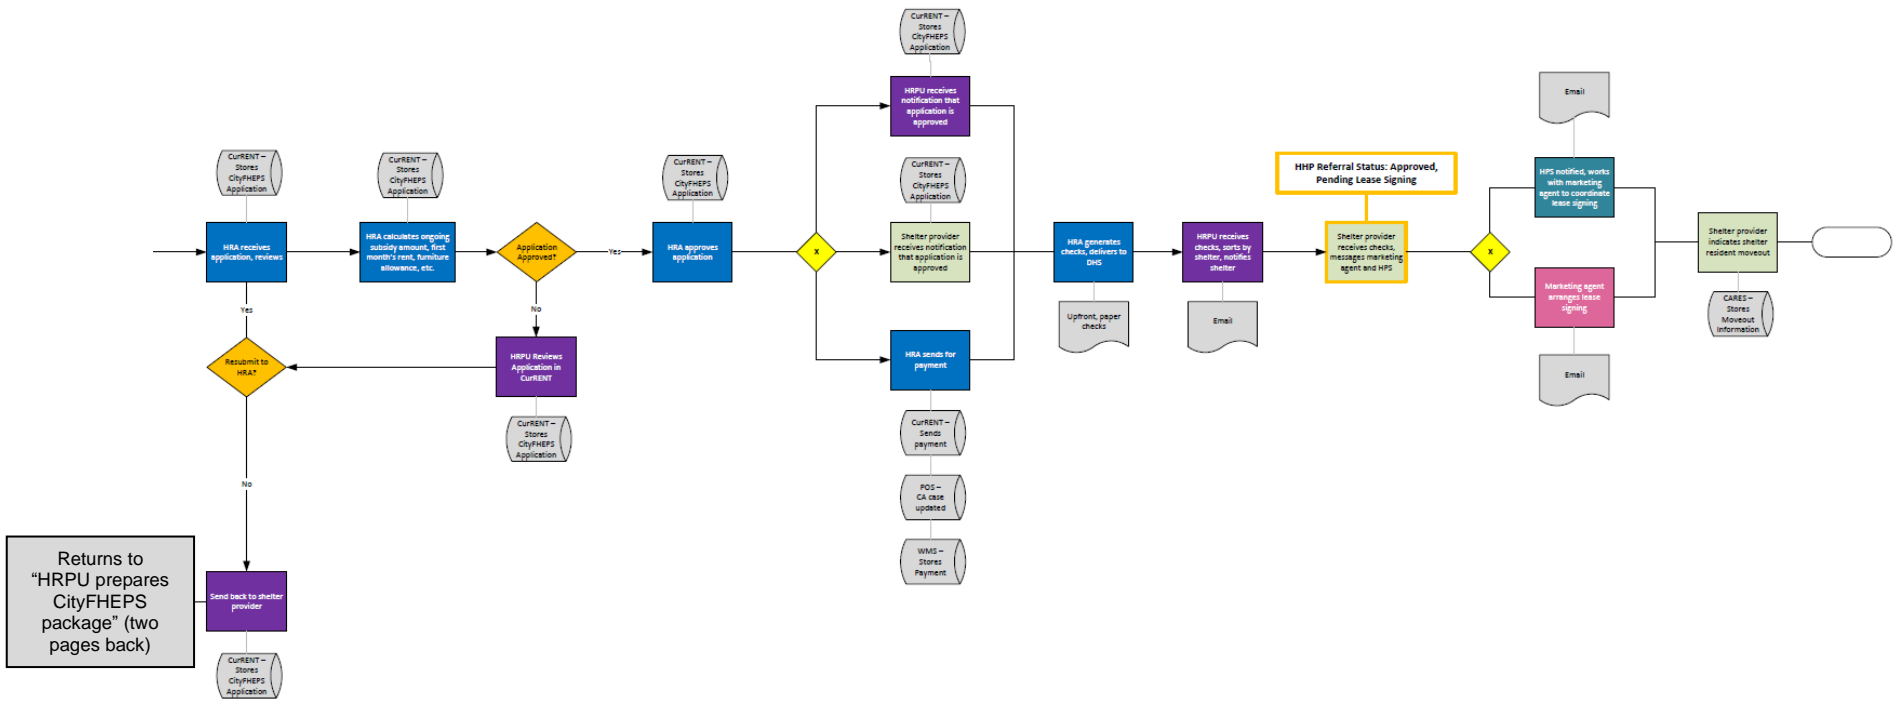 CurRENT –
Stores
CityFHEPS
Application
HRA receives
application, reviews
Yes
Resubmit to
HRA?
No
Returns to
“HRPU prepares
CityFHEPS
package” (two
pages back)
Send back to shelter
provider
CurRENT –
Stores
CityFHEPS
Application
CurRENT –
Stores
CityFHEPS
Application
HRA calculates ongoing
subsidy amount, first
month's rent, furniture
allowance, etc.
Application
Approved?
Yes
No
HRPU Reviews
Application in
CurRENT
CurRENT –
Stores
CityFHEPS
Application
CurRENT –
Stores
CityFHEPS
Application
HRA approves
application
X
CurRENT –
Stores
CityFHEPS
Application
HRPU receives
notification that
application is
approved
CurRENT –
Stores
CityFHEPS
Application
Shelter provider
receives notification
that application is
approved
HRA sends for
payment
CurRENT –
Sends
payment
POS –
CA case
updated
WMS –
Stores
Payment
HRA generates
checks, delivers to
DHS
Upfront, paper
checks
HRPU receives
checks, sorts by
shelter, notifies
shelter
Email
HHP Referral Status: Approved,
Pending Lease Signing
Shelter provider
receives checks,
messages marketing
agent and HPS
X
Email
HPS notified, works
with marketing
agent to coordinate
lease signing
Marketing agent
arranges lease
signing
Email
Shelter provider
indicates shelter
resident moveout
CARES –
Stores
Moveout
Information